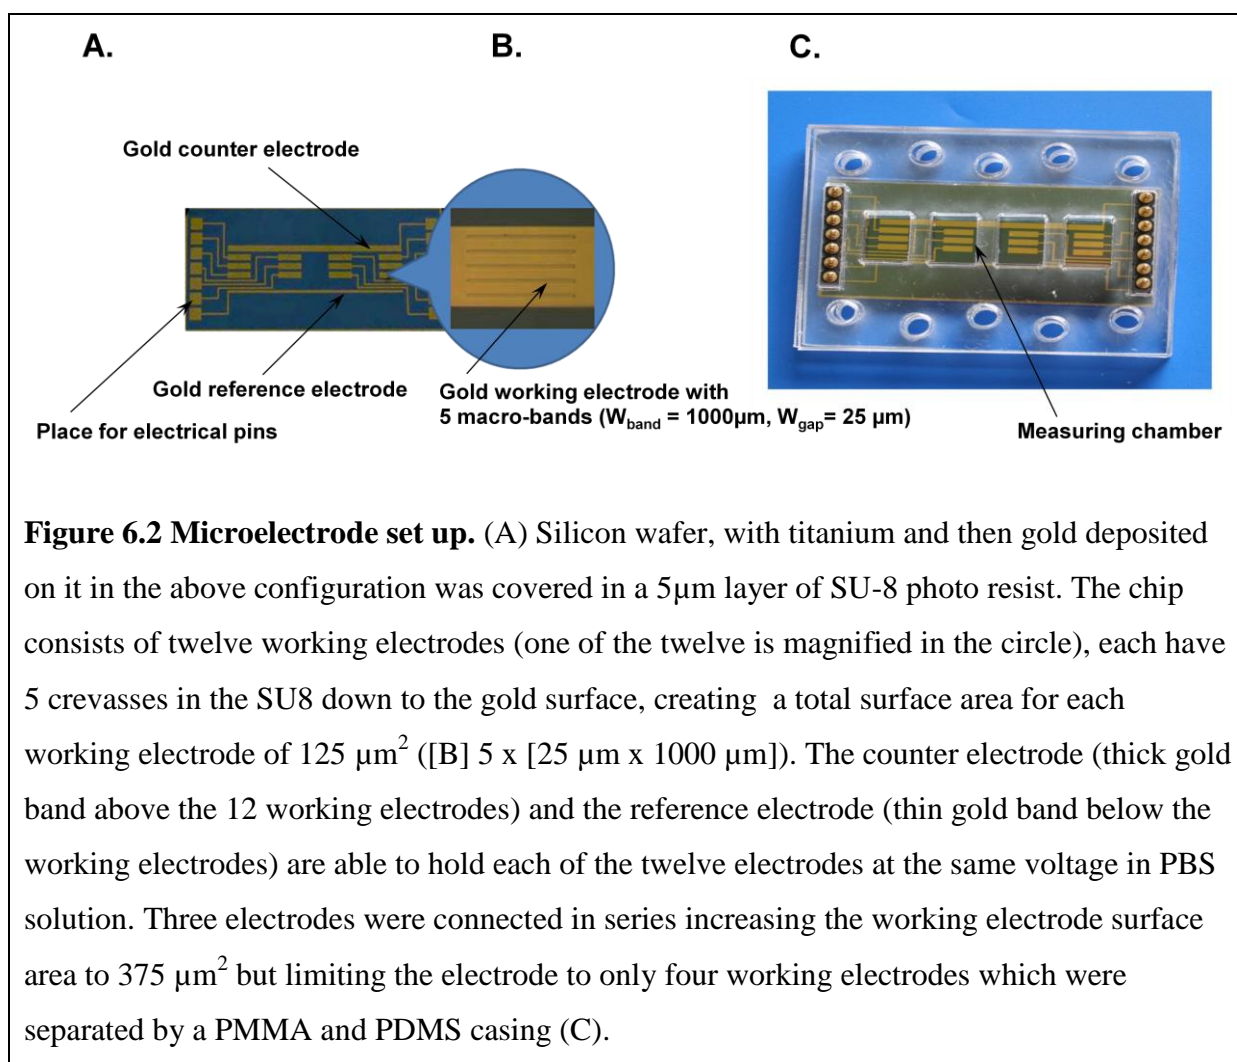 A.
B.
C.
Gold counter electrode
Gold reference electrode
Place for electrical pins
Gold working electrode with
5 macro-bands (W_band = 1000µm, W_gap= 25 µm)
Measuring chamber
Figure 6.2 Microelectrode set up. (A) Silicon wafer, with titanium and then gold deposited
on it in the above configuration was covered in a 5µm layer of SU-8 photo resist. The chip
consists of twelve working electrodes (one of the twelve is magnified in the circle), each have
5 crevasses in the SU8 down to the gold surface, creating a total surface area for each
working electrode of 125 µm² ([B] 5 x [25 µm x 1000 µm]). The counter electrode (thick gold
band above the 12 working electrodes) and the reference electrode (thin gold band below the
working electrodes) are able to hold each of the twelve electrodes at the same voltage in PBS
solution. Three electrodes were connected in series increasing the working electrode surface
area to 375 µm² but limiting the electrode to only four working electrodes which were
separated by a PMMA and PDMS casing (C).